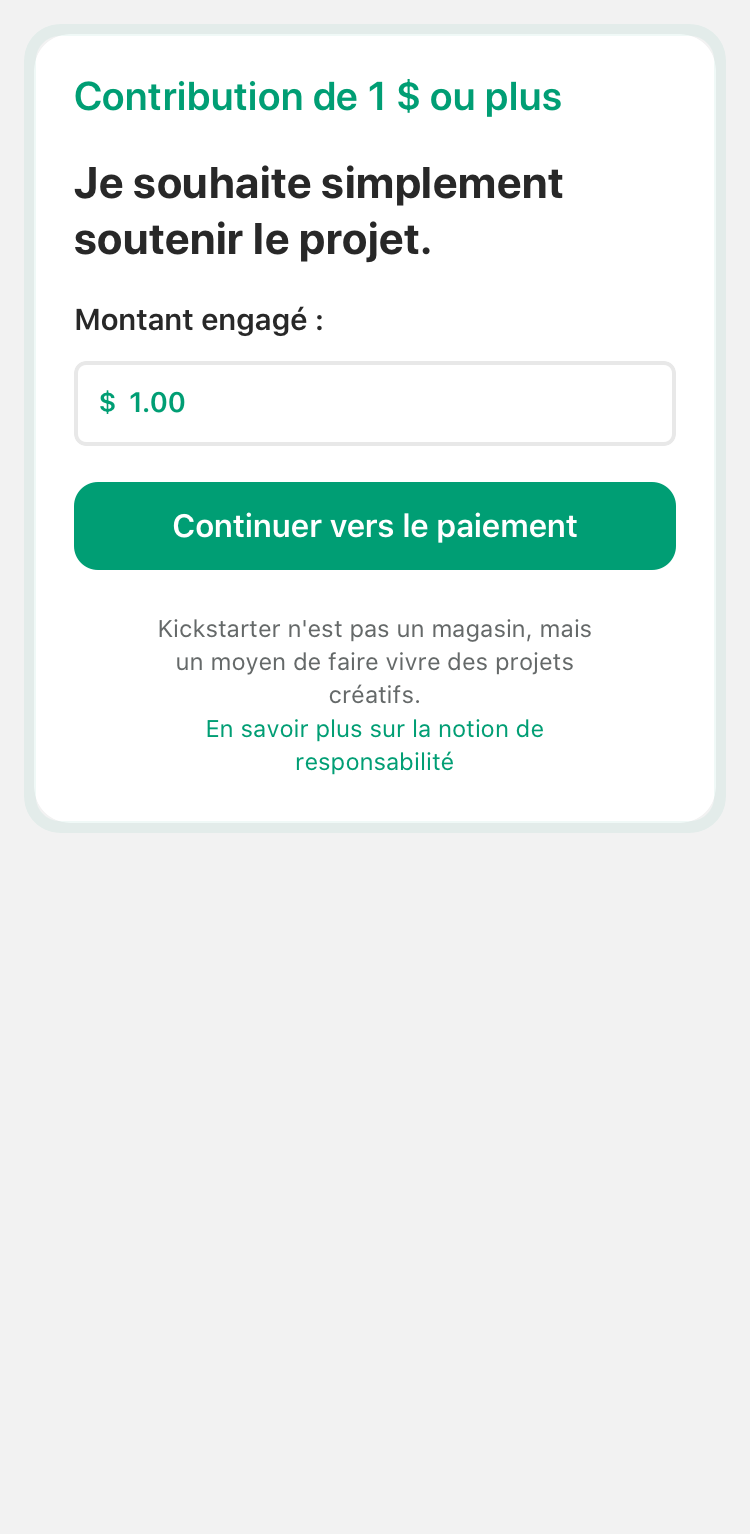 Contribution de 1 $ ou plus
Je souhaite simplement
soutenir le projet.
Montant engagé :
$ 1.00
Continuer vers le paiement
Kickstarter n'est pas un magasin, mais
un moyen de faire vivre des projets
créatifs.
En savoir plus sur la notion de
responsabilité